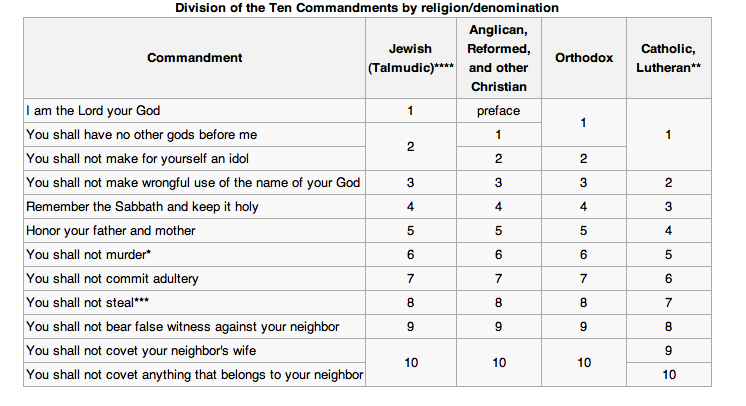 Division of the Ten Commandments by religion/denomination
Commandment Jewish (Talmudic)**** Anglican, Reformed, and other Christian Orthodox Catholic, Lutheran**
I am the Lord your God 1 preface 1 1
You shall have no other gods before me 2 1
You shall not make for yourself an idol 2 2
You shall not make wrongful use of the name of your God 3 3 3 2
Remember the Sabbath and keep it holy 4 4 4 3
Honor your father and mother 5 5 5 4
You shall not murder* 6 6 6 5
You shall not commit adultery 7 7 7 6
You shall not steal*** 8 8 8 7
You shall not bear false witness against your neighbor 9 9 9 8
You shall not covet your neighbor's wife 10 10 10 9
You shall not covet anything that belongs to your neighbor 10